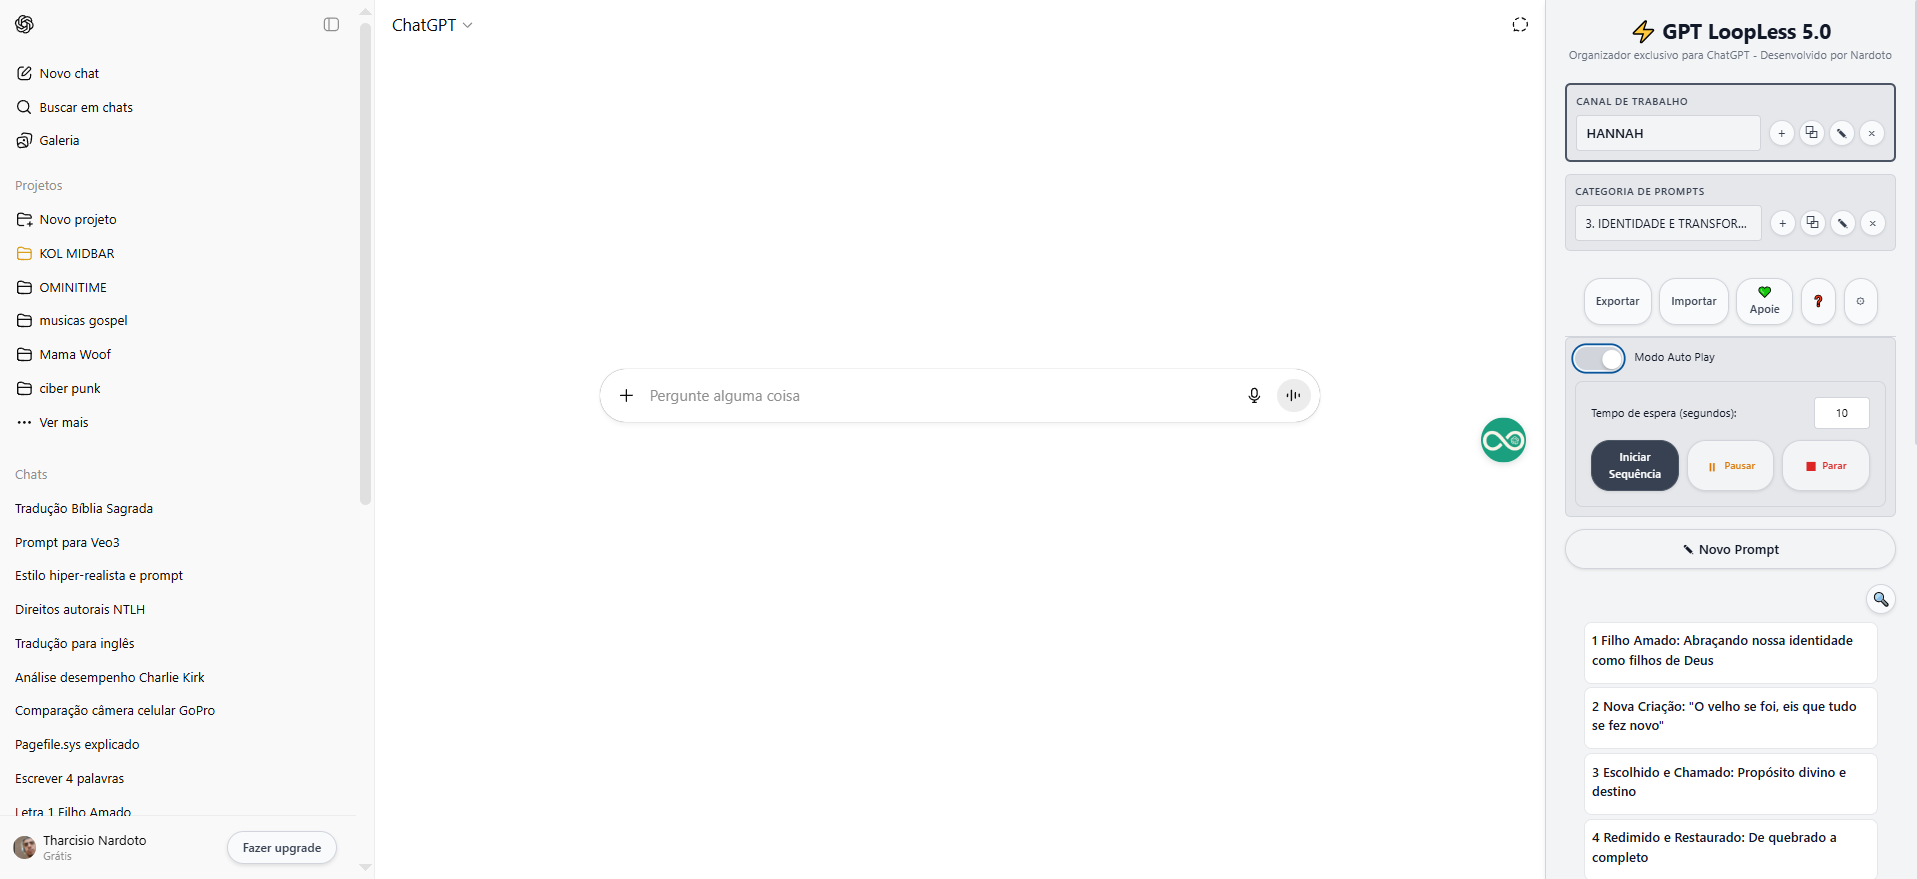 Novo chat
Buscar em chats
Galeria
Projetos
Novo projeto
KOL MIDBAR
OMINITIME
musicas gospel
Mama Woof
ciber punk
Ver mais
Chats
Tradução Bíblia Sagrada
Prompt para Veo3
Estilo hiper-realista e prompt
Direitos autorais NTLH
Tradução para inglês
Análise desempenho Charlie Kirk
Comparação câmera celular GoPro
Pagefile.sys explicado
Escrever 4 palavras
Letra 1 Filho Amado
Tharcisio Nardoto
Grátis
Fazer upgrade
ChatGPT
Pergunte alguma coisa
⚡ GPT LoopLess 5.0
Organizador exclusivo para ChatGPT - Desenvolvido por Nardoto
CANAL DE TRABALHO
HANNAH
CATEGORIA DE PROMPTS
3. IDENTIDADE E TRANSFOR...
Exportar
Importar
Apoie
?
Modo Auto Play
Tempo de espera (segundos):
10
Iniciar
Sequência
Pausar
Parar
Novo Prompt
1 Filho Amado: Abraçando nossa identidade
como filhos de Deus
2 Nova Criação: "O velho se foi, eis que tudo
se fez novo"
3 Escolhido e Chamado: Propósito divino e
destino
4 Redimido e Restaurado: De quebrado a
completo